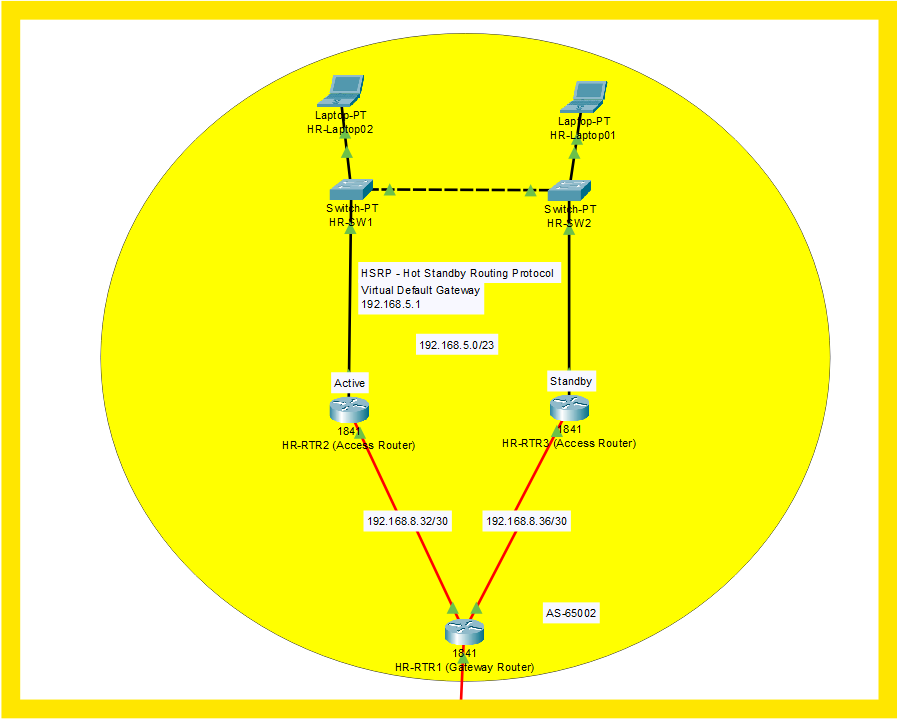 Laptop-PT
HR-Laptop02
Laptop-PT
HR-Laptop01
Switch-PT
HR-SW1
Switch-PT
HR-SW2
HSRP - Hot Standby Routing Protocol
Virtual Default Gateway
192.168.5.1
192.168.5.0/23
Active
Standby
1841
HR-RTR2 (Access Router)
1841
HR-RTR3 (Access Router)
192.168.8.32/30
192.168.8.36/30
AS-65002
1841
HR-RTR1 (Gateway Router)